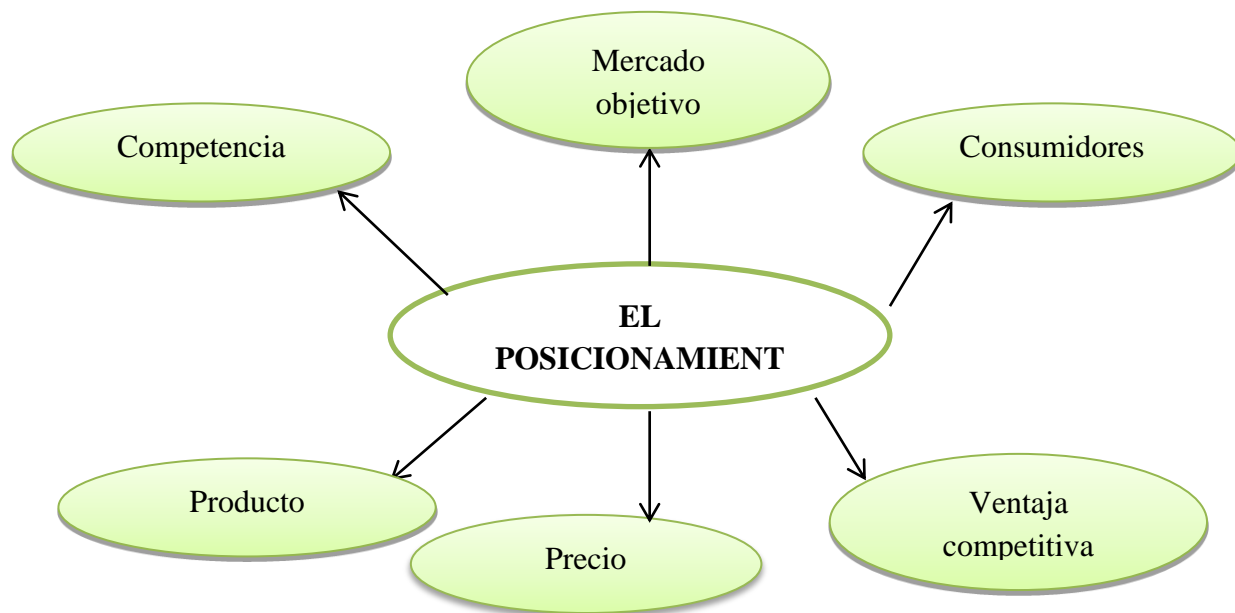 Mercado
objetivo
Competencia
Consumidores
EL
POSICIONAMIENT
Producto
Precio
Ventaja
competitiva